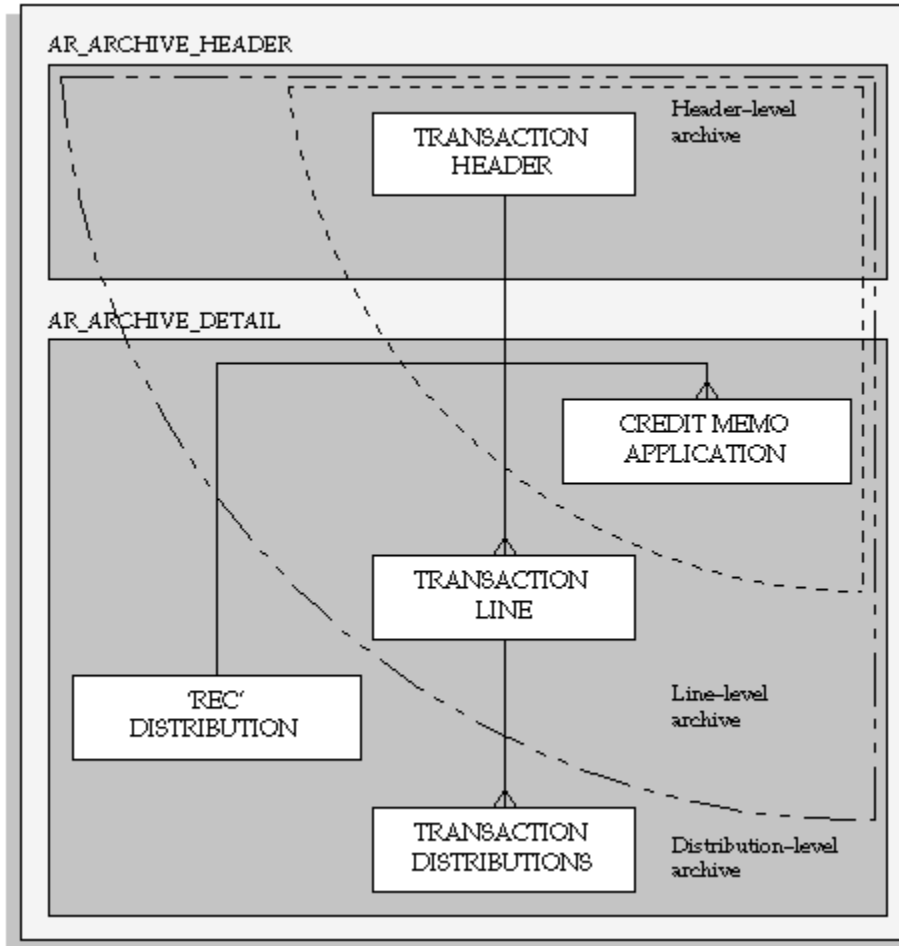 AR_ARCHIVE_HEADER
Header-level
archive
TRANSACTION
HEADER
AR_ARCHIVE_DETAIL
CREDIT MEMO
APPLICATION
TRANSACTION
LINE
'REC'
DISTRIBUTION
Line-level
archive
TRANSACTION
DISTRIBUTIONS
Distribution-level
archive